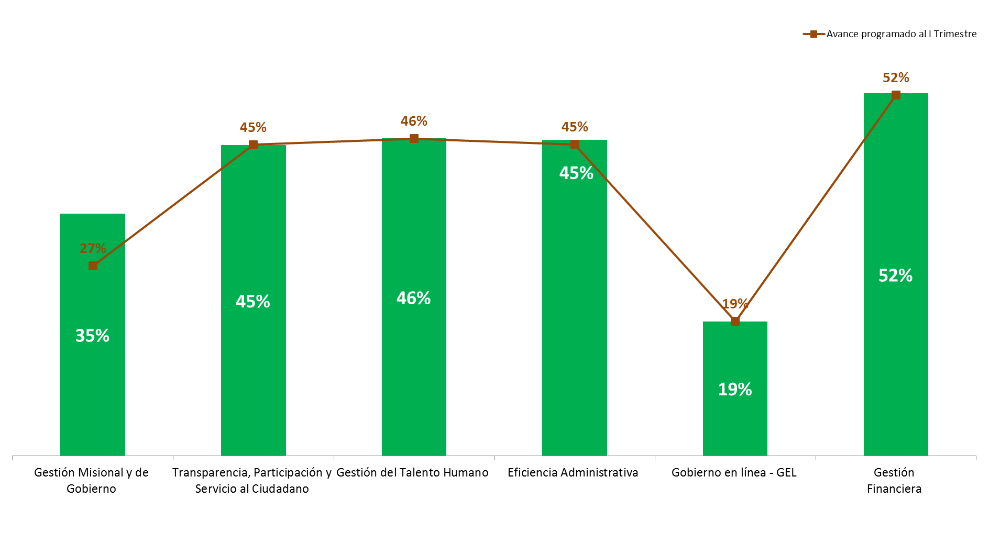 Avance programado al I Trimestre
52%
46%
45%
45%
27%
19%
35%
45%
46%
45%
19%
52%
Gestión Misional y de
Gobierno
Transparencia, Participación y
Servicio al Ciudadano
Gestión del Talento Humano
Eficiencia Administrativa
Gobierno en línea - GEL
Gestión
Financiera